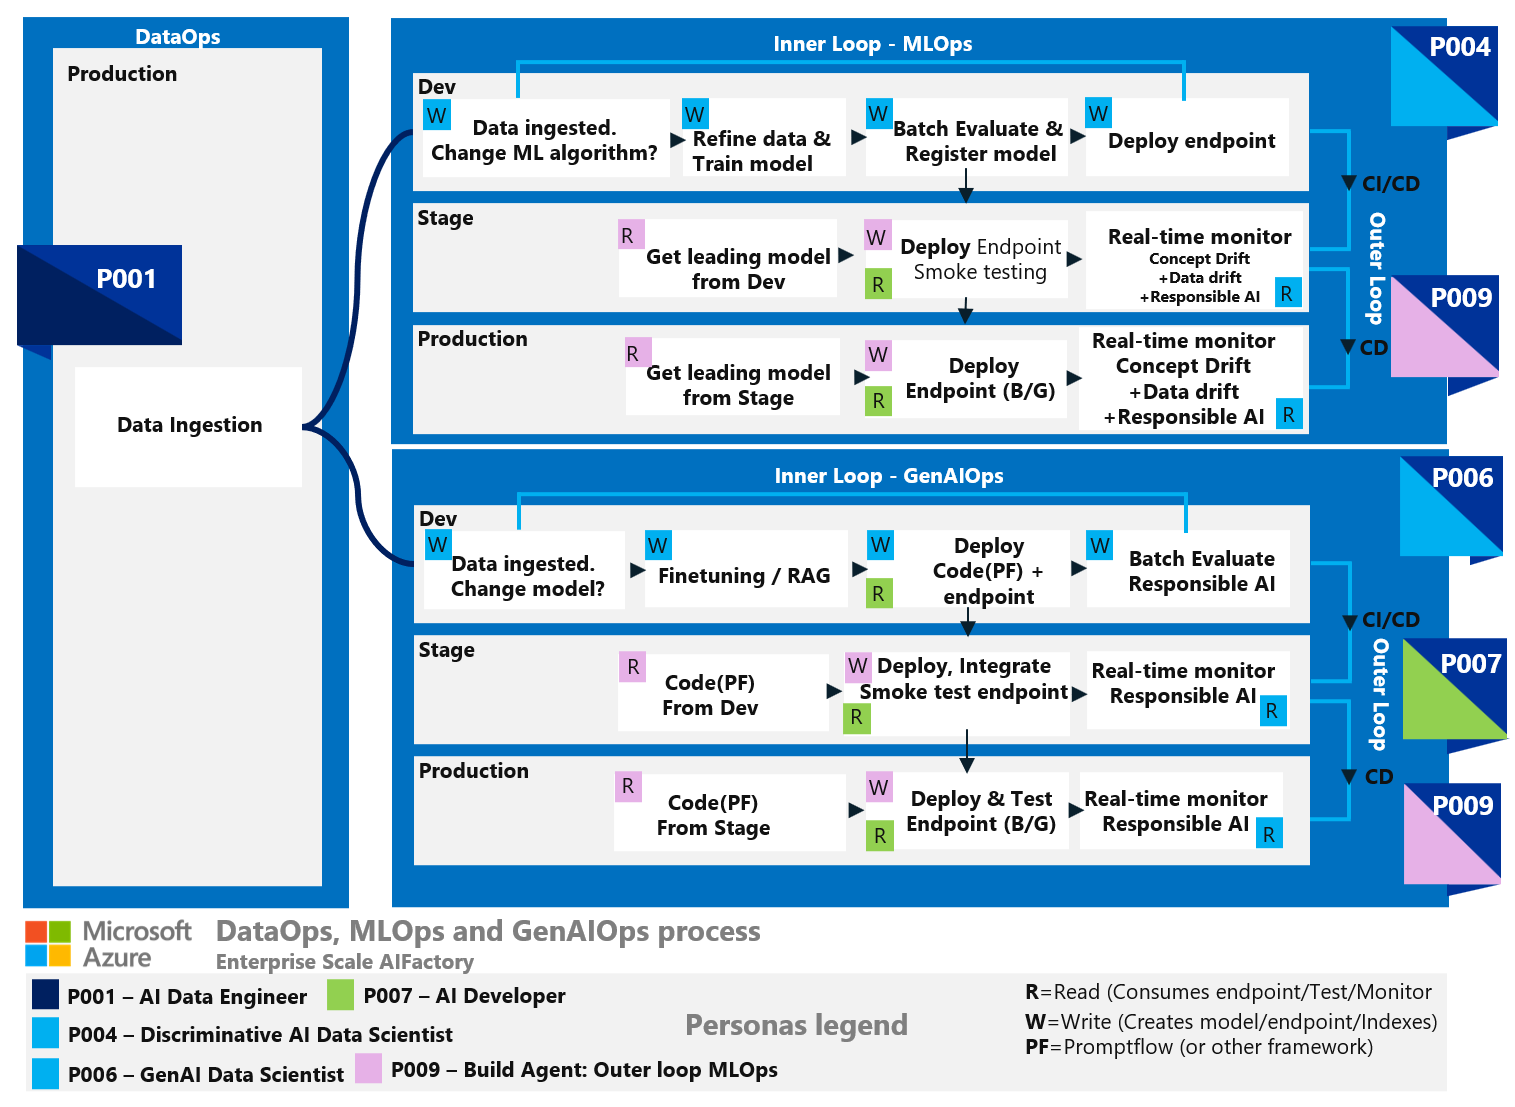 DataOps
Production
P001
Data Ingestion
Inner Loop - MLOps
P004
Dev
W
Data ingested.
Change ML algorithm?
W
Refine data &
Train model
W
Batch Evaluate &
Register model
W
Deploy endpoint
CI/CD
Outer Loop
Stage
R
Get leading model
from Dev
W
R
Deploy Endpoint
Smoke testing
Real-time monitor
Concept Drift
+Data drift
+Responsible AI
R
P009
CD
Production
R
Get leading model
from Stage
W
R
Deploy
Endpoint (B/G)
Real-time monitor
Concept Drift
+Data drift
+Responsible AI
R
Inner Loop - GenAIOps
P006
Dev
W
Data ingested.
Change model?
W
Finetuning / RAG
W
R
Deploy
Code(PF) +
endpoint
W
Batch Evaluate
Responsible AI
CI/CD
Outer Loop
P007
Stage
R
Code(PF)
From Dev
W
R
Deploy, Integrate
Smoke test endpoint
Real-time monitor
Responsible AI
R
CD
P009
Production
R
Code(PF)
From Stage
W
R
Deploy & Test
Endpoint (B/G)
Real-time monitor
Responsible AI
R
Microsoft
Azure
DataOps, MLOps and GenAIOps process
Enterprise Scale AIFactory
P001 – AI Data Engineer
P007 – AI Developer
P004 – Discriminative AI Data Scientist
P006 – GenAI Data Scientist
P009 – Build Agent: Outer loop MLOps
Personas legend
R=Read (Consumes endpoint/Test/Monitor
W=Write (Creates model/endpoint/Indexes)
PF=Promptflow (or other framework)